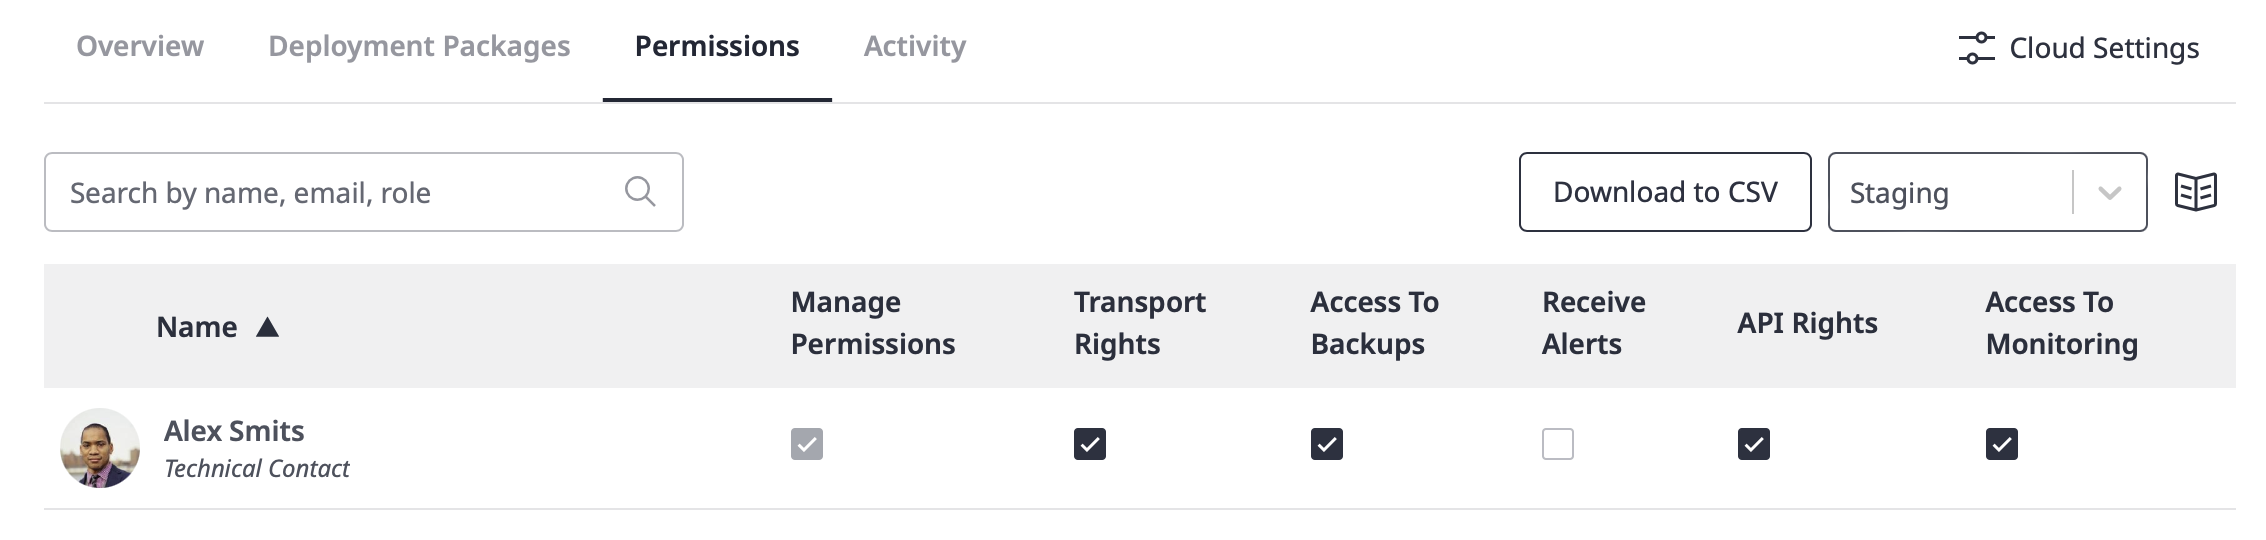 Overview Deployment Packages Permissions Activity Cloud Settings
Search by name, email, role Download to CSV Staging
Name Manage Permissions Transport Rights Access To Backups Receive Alerts API Rights Access To Monitoring
Alex Smits
Technical Contact